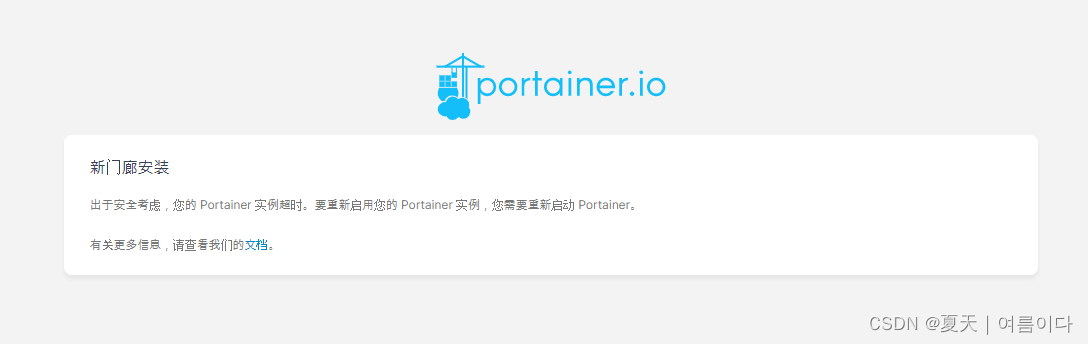 portainer.io
新门廊安装
出于安全考虑，您的 Portainer 实例超时。要重新启用您的 Portainer 实例，您需要重新启动 Portainer。
有关更多信息，请查看我们的文档。
CSDN @夏天 | 여름이다